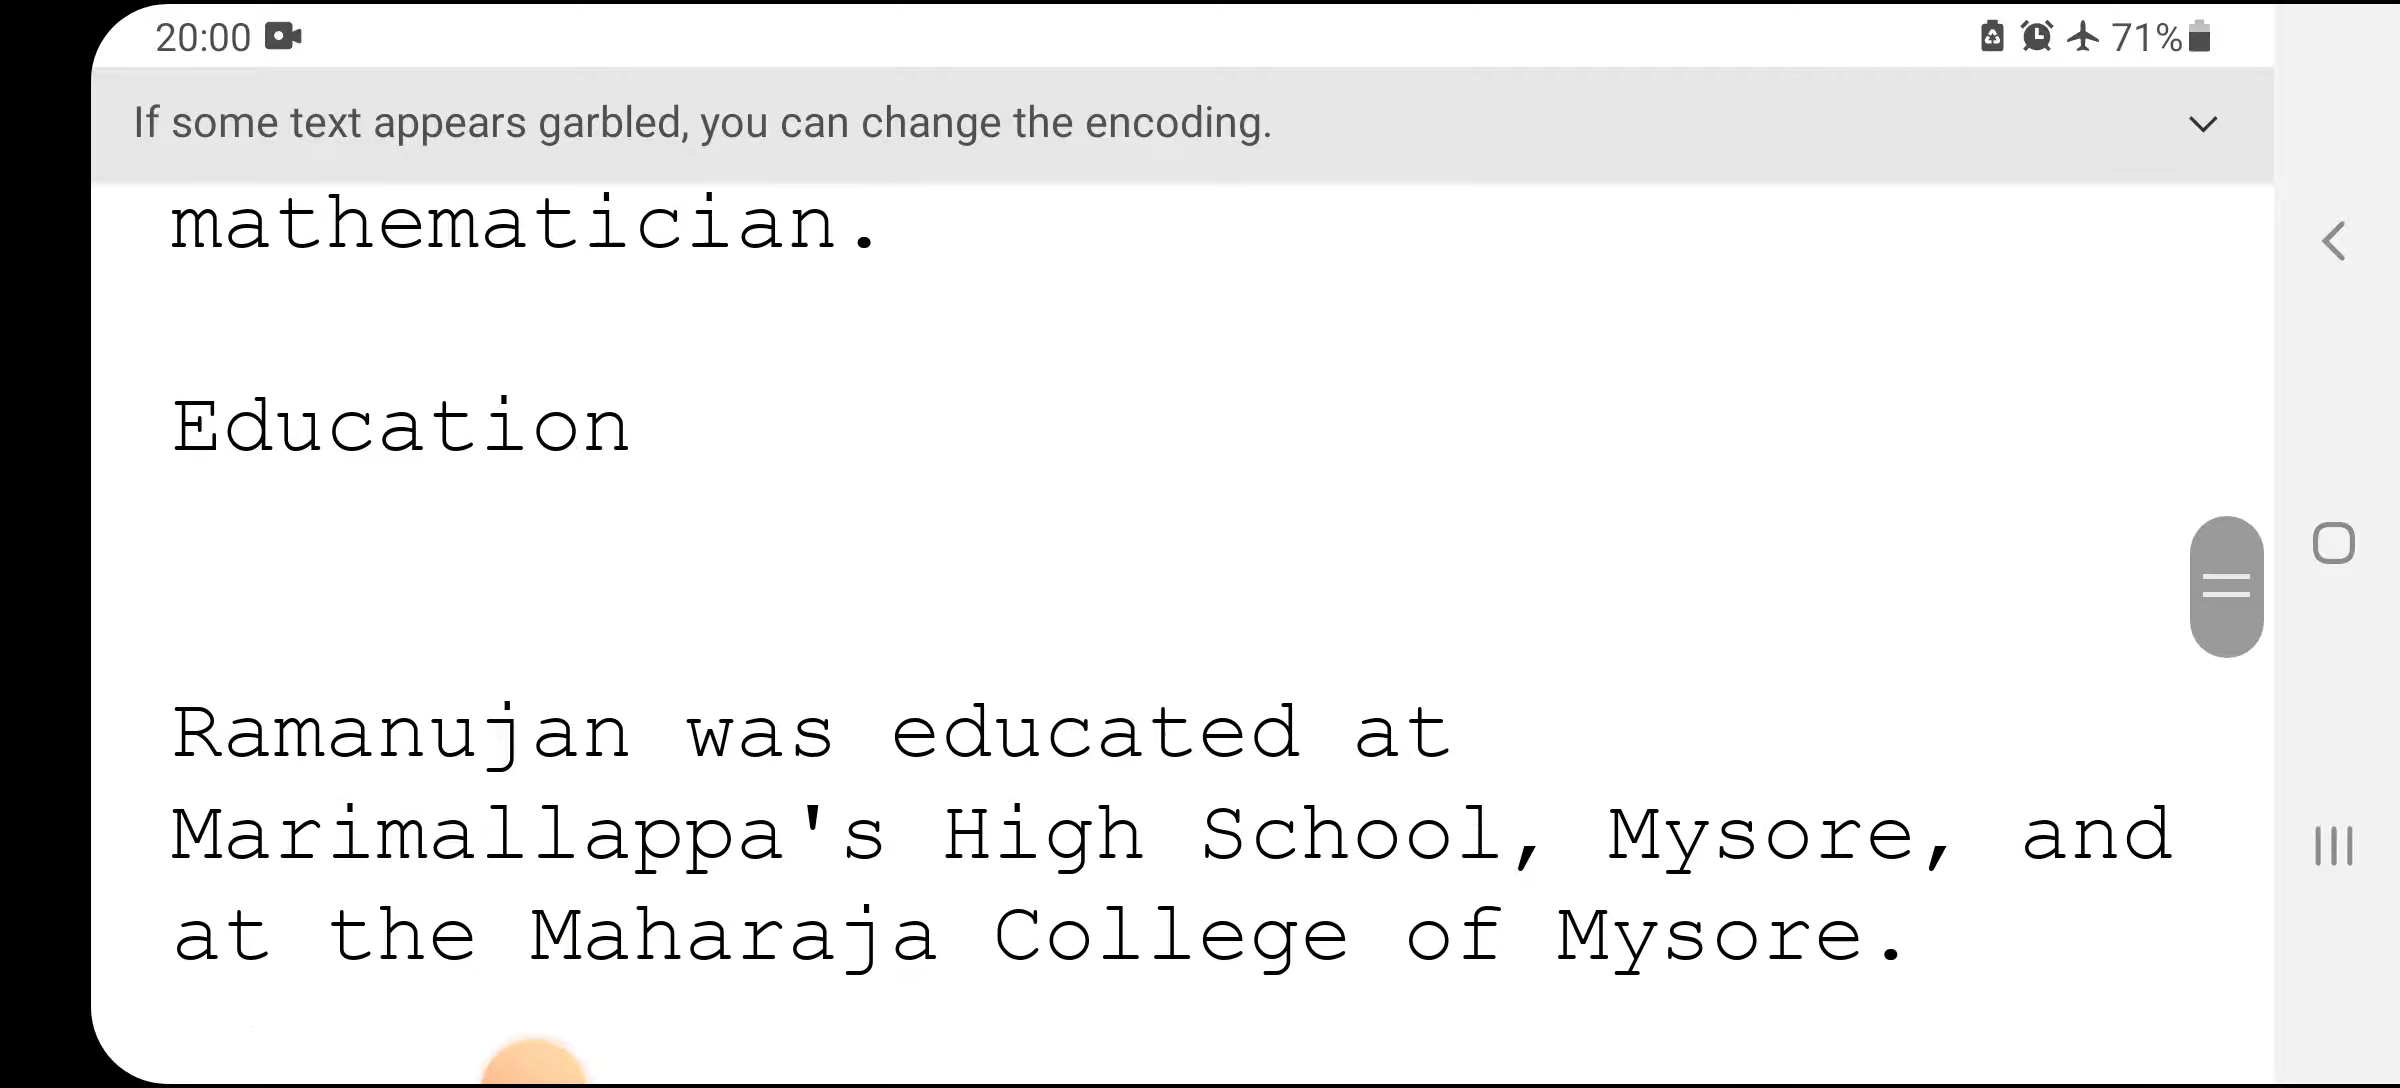 20:00 71%
If some text appears garbled, you can change the encoding.
mathematician.
Education
Ramanujan was educated at
Marimallappa's High School, Mysore, and
at the Maharaja College of Mysore.